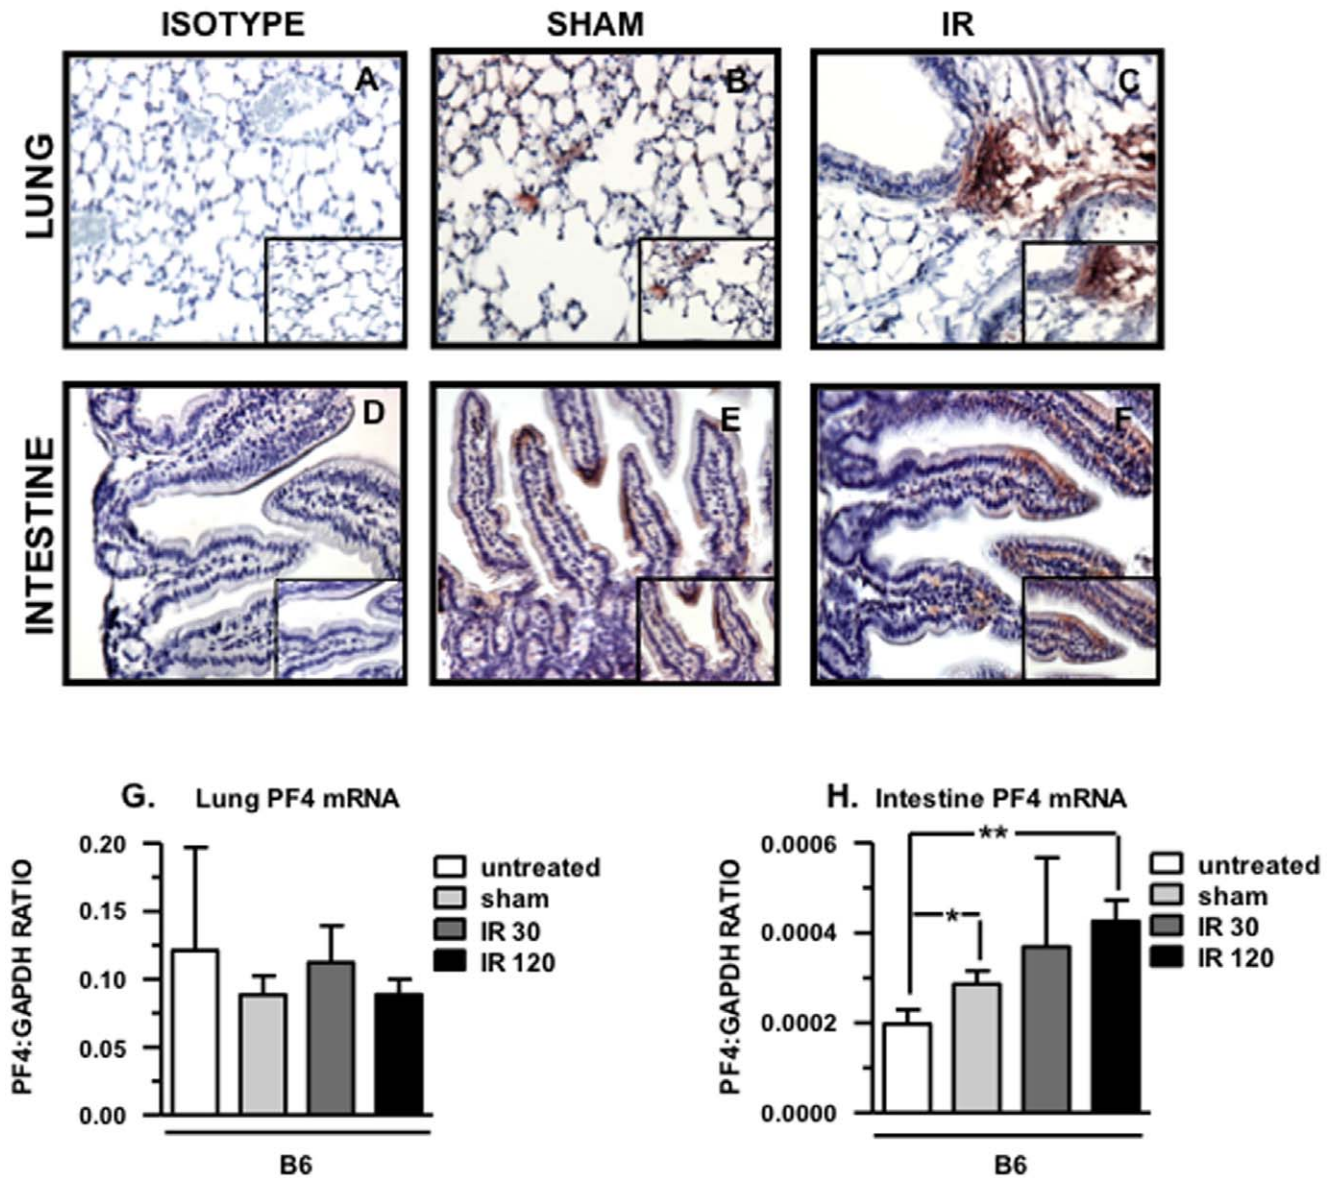 ISOTYPE SHAM IR
LUNG
A B C
INTESTINE
D E F
G. Lung PF4 mRNA
PF4:GAPDH RATIO
0.20
0.15
0.10
0.05
0.00
untreated
sham
IR 30
IR 120
B6
H. Intestine PF4 mRNA
PF4:GAPDH RATIO
0.0006
0.0004
0.0002
0.0000
**
*
untreated
sham
IR 30
IR 120
B6